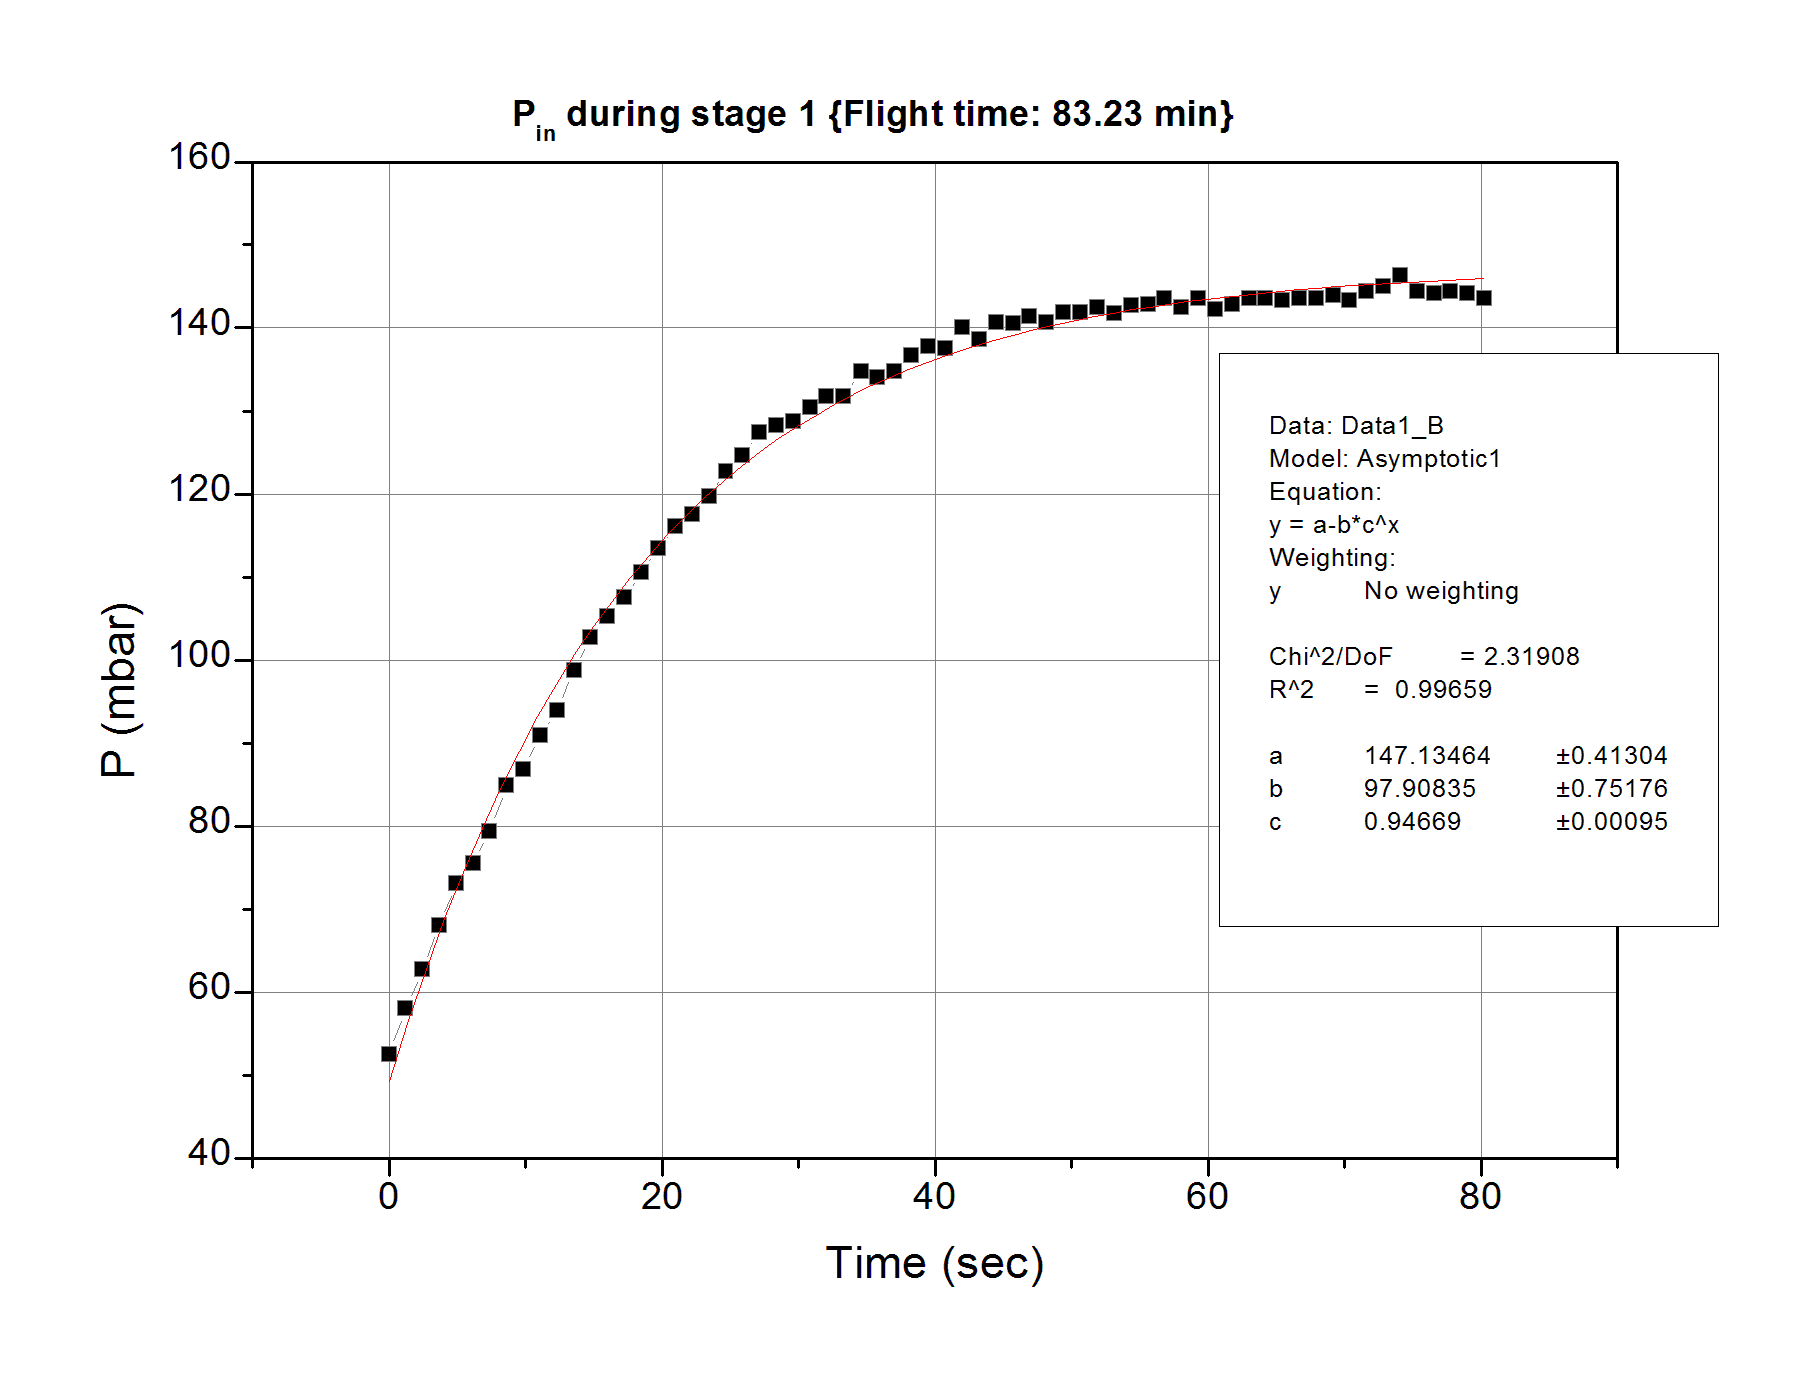 P_in during stage 1 {Flight time: 83.23 min}
160
140
120
100
80
60
40
P (mbar)
0 20 40 60 80
Time (sec)
Data: Data1_B
Model: Asymptotic1
Equation:
y = a-b*c^x
Weighting:
y No weighting
Chi^2/DoF = 2.31908
R^2 = 0.99659
a 147.13464 ±0.41304
b 97.90835 ±0.75176
c 0.94669 ±0.00095